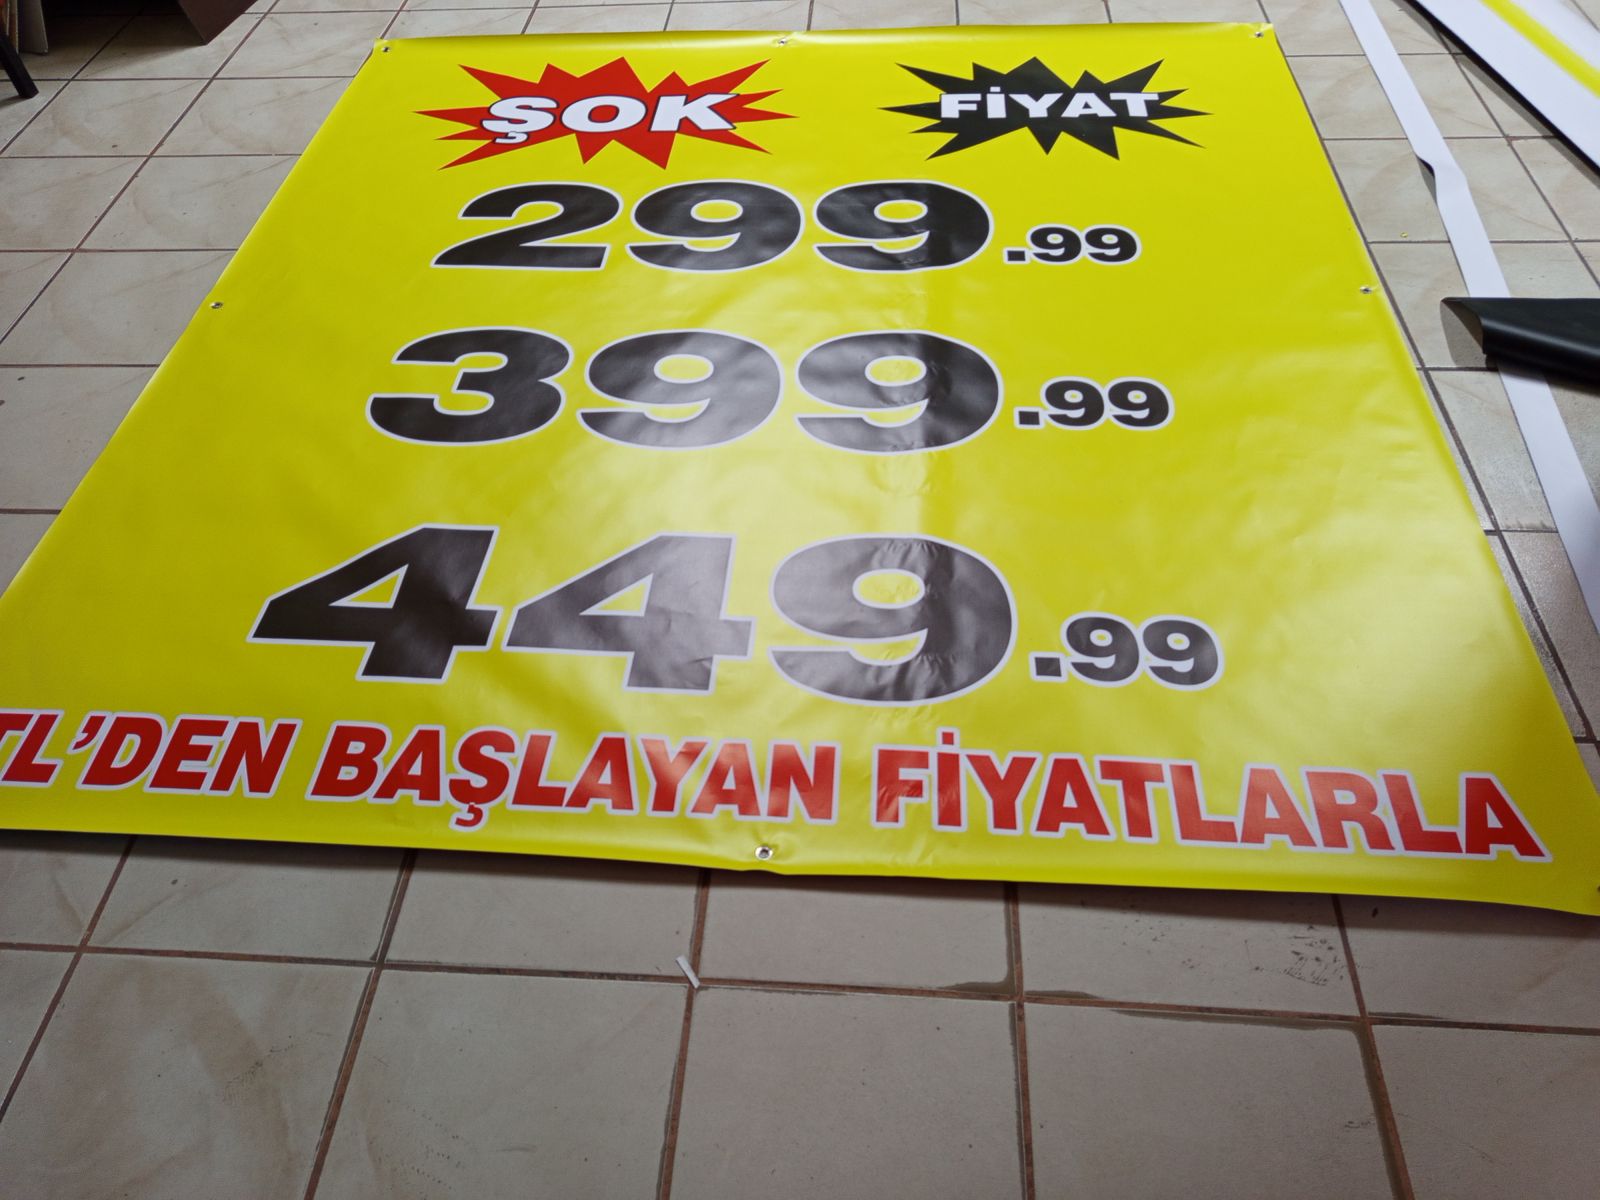 ŞOK FİYAT
299.99
399.99
449.99
TL'DEN BAŞLAYAN FİYATLARLA